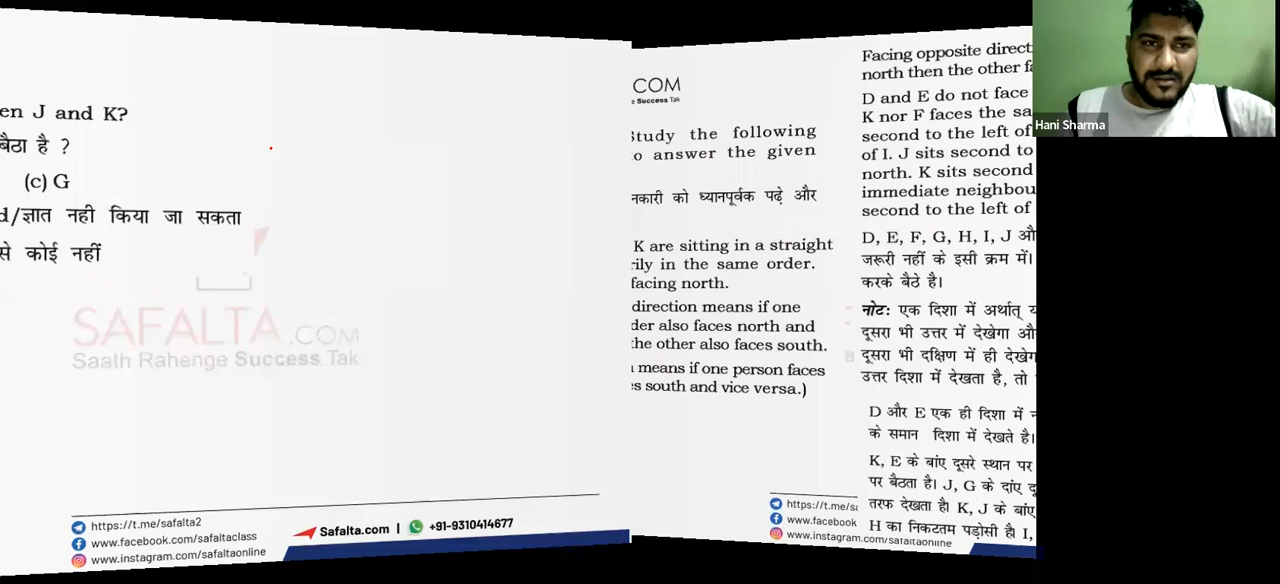 en J and K?
बैठा है ?
(c) G
d/ज्ञात नही किया जा सकता
से कोई नहीं
SAFALTA.COM
Saath Rahenge Success Tak
https://t.me/safalta2
www.facebook.com/safaltaclass
www.instagram.com/safaltaonline
Safalta.com | +91-9310414677
COM
Success Tak
Study the following
to answer the given
नकारी को ध्यानपूर्वक पढ़े और
K are sitting in a straight
rily in the same order.
facing north.
direction means if one
der also faces north and
the other also faces south.
means if one person faces
s south and vice versa.)
https://t.me/s
www.facebook
www.instagram.com/safaltaonline
Facing opposite direct
north then the other f
D and E do not face
K nor F faces the sa
second to the left of
of I. J sits second to
north. K sits second
immediate neighbou
second to the left of
D, E, F, G, H, I, J औ
जरूरी नहीं के इसी क्रम में।
करके बैठे है।
नोट: एक दिशा में अर्थात् य
दूसरा भी उत्तर में देखेगा औ
दूसरा भी दक्षिण में ही देखेग
उत्तर दिशा में देखता है, तो
D और E एक ही दिशा में न
के समान दिशा में देखते है।
K, E के बांए दूसरे स्थान पर
पर बैठता है। J, G के दांए दू
तरफ देखता है। K, J के बांए
H का निकटतम पड़ोसी है। I,
Hani Sharma